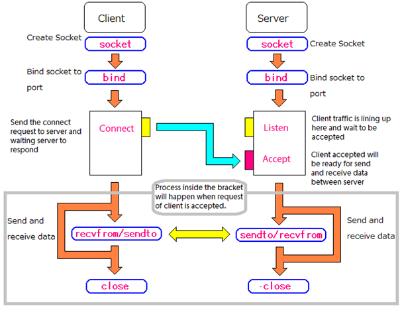 Client
Server
Create Socket
socket
socket
Create Socket
Bind socket to
port
bind
bind
Bind socket to
port
Send the connect
request to server and
waiting server to
respond
Connect
Listen
Accept
Client traffic is lining up
here and wait to be
accepted
Client accepted will
be ready for send
and receive data
between server
Process inside the bracket
will happen when request
of client is accepted.
Send and
receive data
recvfrom/sendto
sendto/recvfrom
Send and
receive data
close
-close